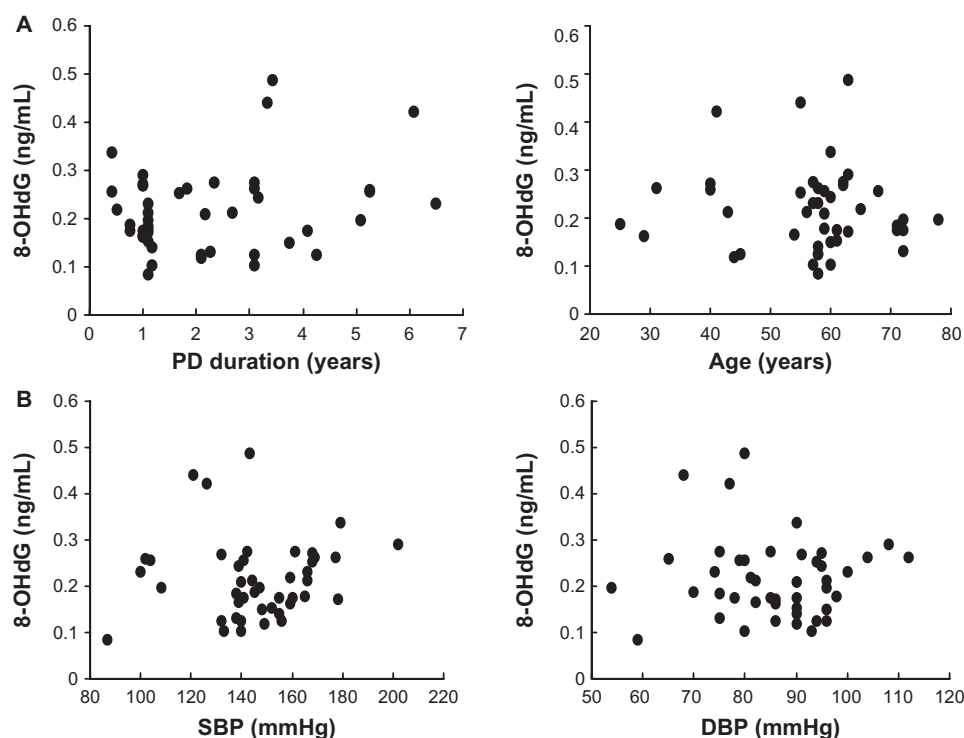 A
8-OHdG (ng/mL)
0.6
0.5
0.4
0.3
0.2
0.1
0
0 1 2 3 4 5 6 7
PD duration (years)
8-OHdG (ng/mL)
0.6
0.5
0.4
0.3
0.2
0.1
0
20 30 40 50 60 70 80
Age (years)
B
8-OHdG (ng/mL)
0.6
0.5
0.4
0.3
0.2
0.1
0
80 100 120 140 160 180 200 220
SBP (mmHg)
8-OHdG (ng/mL)
0.6
0.5
0.4
0.3
0.2
0.1
0
50 60 70 80 90 100 110 120
DBP (mmHg)